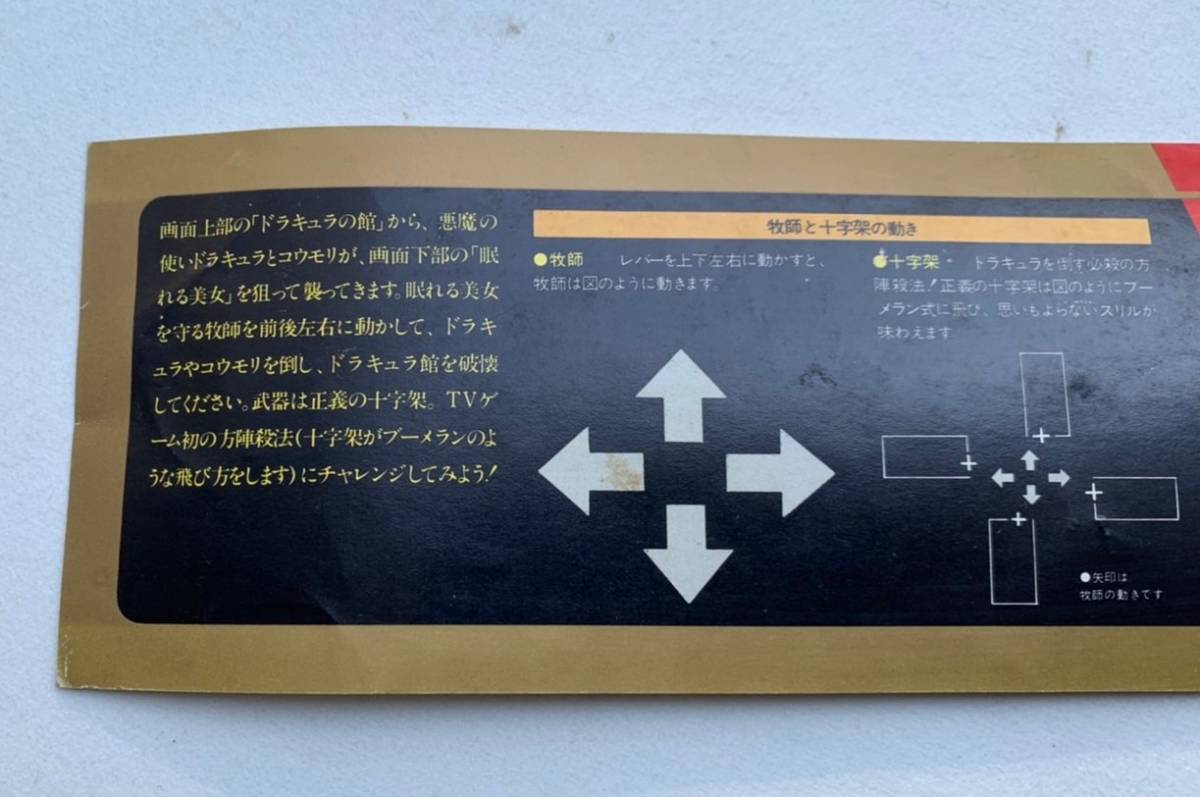 画面上部の「ドラキュラの館」から、悪魔の
使いドラキュラとコウモリが、画面下部の「眠
れる美女」を狙って襲ってきます。眠れる美女
を守る牧師を前後左右に動かして、ドラキ
ュラやコウモリを倒し、ドラキュラ館を破懐
してください。武器は正義の十字架。TVゲ
ーム初の方陣殺法(十字架がブーメランのよ
うな飛び方をします)にチャレンジしてみよう!
牧師と十字架の動き
●牧師 レバーを上下左右に動かすと、
牧師は図のように動きます。
●十字架 ドラキュラを倒す必殺の方
陣殺法!正義の十字架は図のようにブー
メラン式に飛び、思いもよらないスリルが
味わえます
●矢印は
牧師の動きです